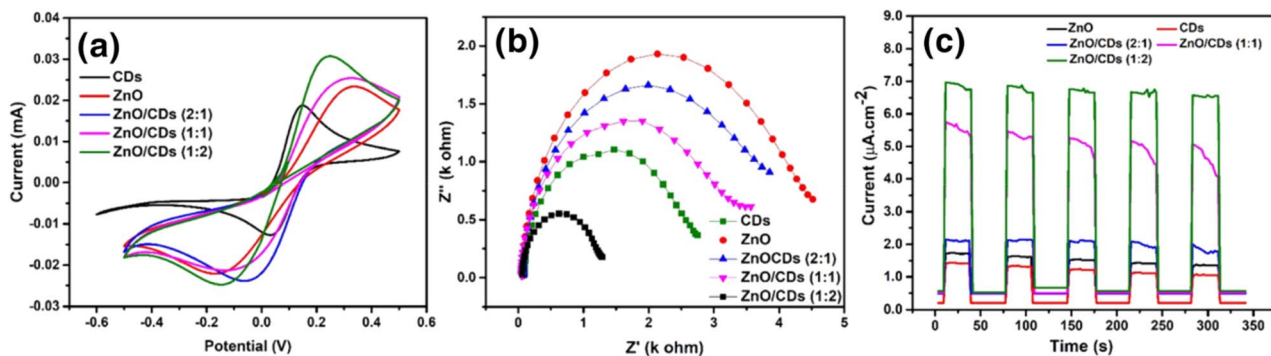 (a)
CDs
ZnO
ZnO/CDs (2:1)
ZnO/CDs (1:1)
ZnO/CDs (1:2)
Current (mA)
0.04
0.03
0.02
0.01
0.00
-0.01
-0.02
-0.03
-0.6 -0.4 -0.2 0.0 0.2 0.4 0.6
Potential (V)
(b)
Z'' (k ohm)
2.0
1.5
1.0
0.5
0.0
CDs
ZnO
ZnOCDs (2:1)
ZnO/CDs (1:1)
ZnO/CDs (1:2)
0 1 2 3 4 5
Z' (k ohm)
(c)
ZnO CDs
ZnO/CDs (2:1) ZnO/CDs (1:1)
ZnO/CDs (1:2)
Current (μA.cm-2)
9.0
8.0
7.0
6.0
5.0
4.0
3.0
2.0
1.0
0.0
0 50 100 150 200 250 300 350
Time (s)